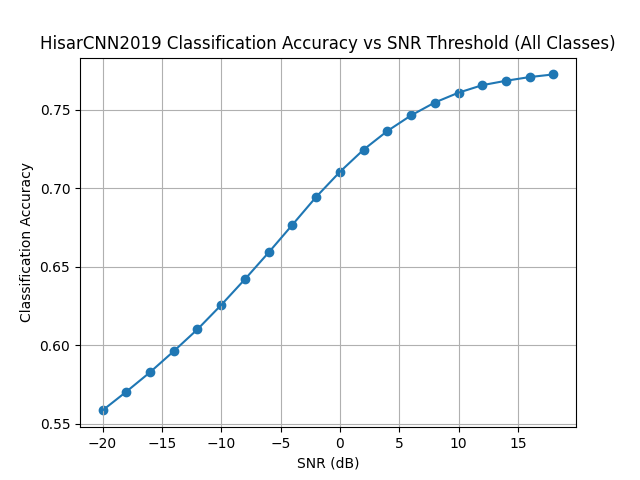 HisarCNN2019 Classification Accuracy vs SNR Threshold (All Classes)
Classification Accuracy
0.75
0.70
0.65
0.60
0.55
−20 −15 −10 −5 0 5 10 15
SNR (dB)